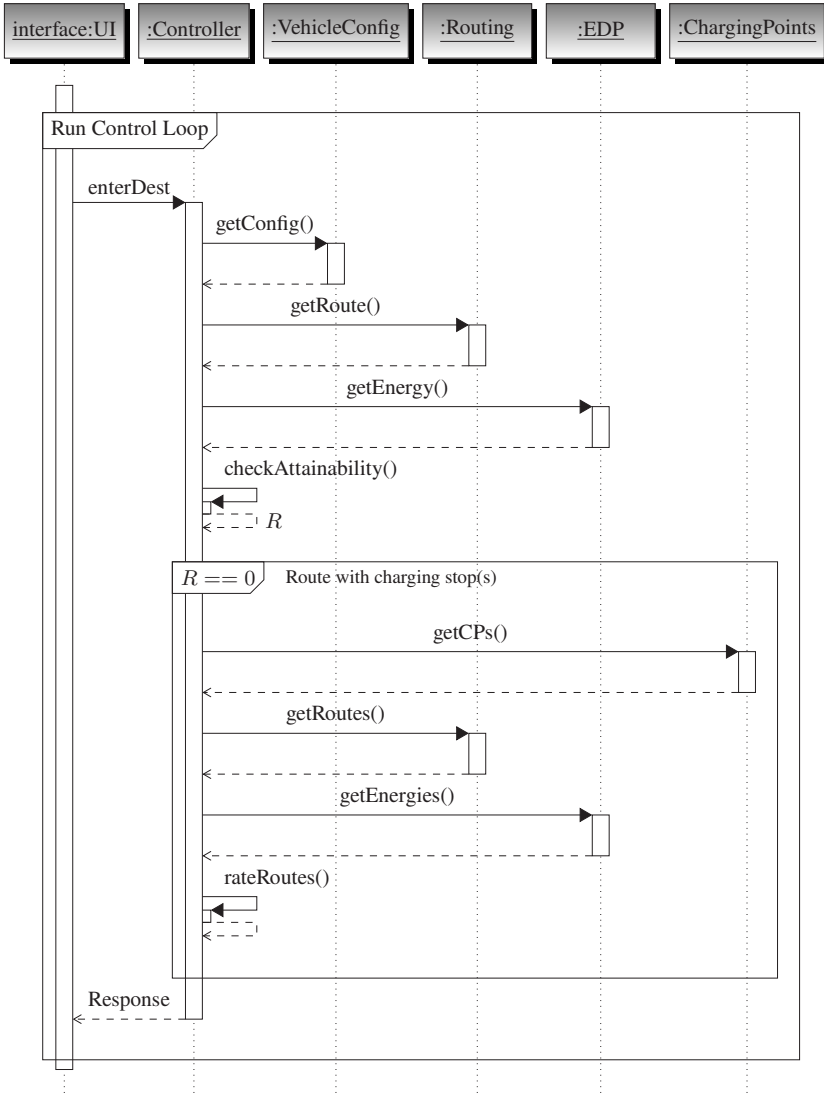 interface:UI
:Controller
:VehicleConfig
:Routing
:EDP
:ChargingPoints
Run Control Loop
enterDest
getConfig()
getRoute()
getEnergy()
checkAttainability()
R
R == 0
Route with charging stop(s)
getCPs()
getRoutes()
getEnergies()
rateRoutes()
Response